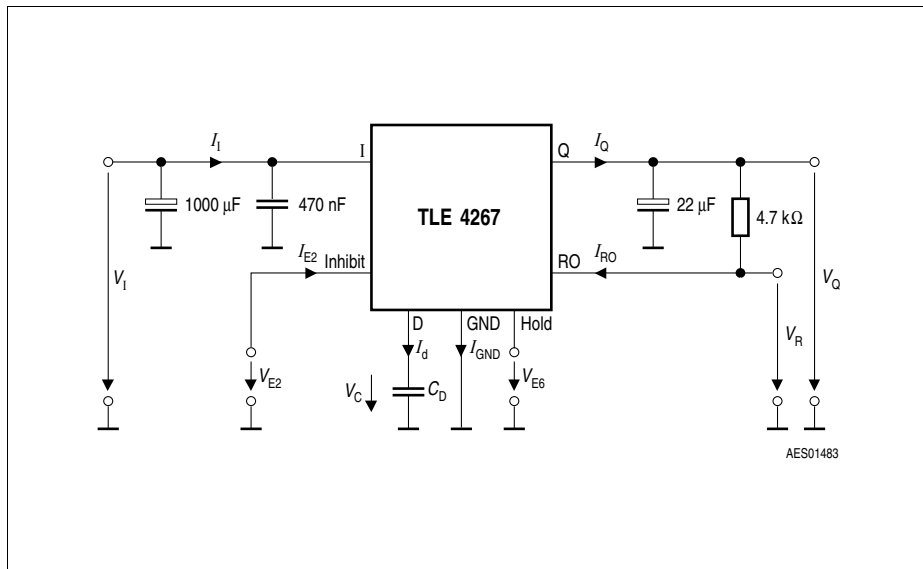 I_I I Q I_Q
1000 µF 470 nF TLE 4267 22 µF 4.7 kΩ
I_E2 Inhibit RO I_RO
V_I V_Q
D GND Hold
I_d I_GND V_R
V_E2 V_C C_D V_E6
AES01483